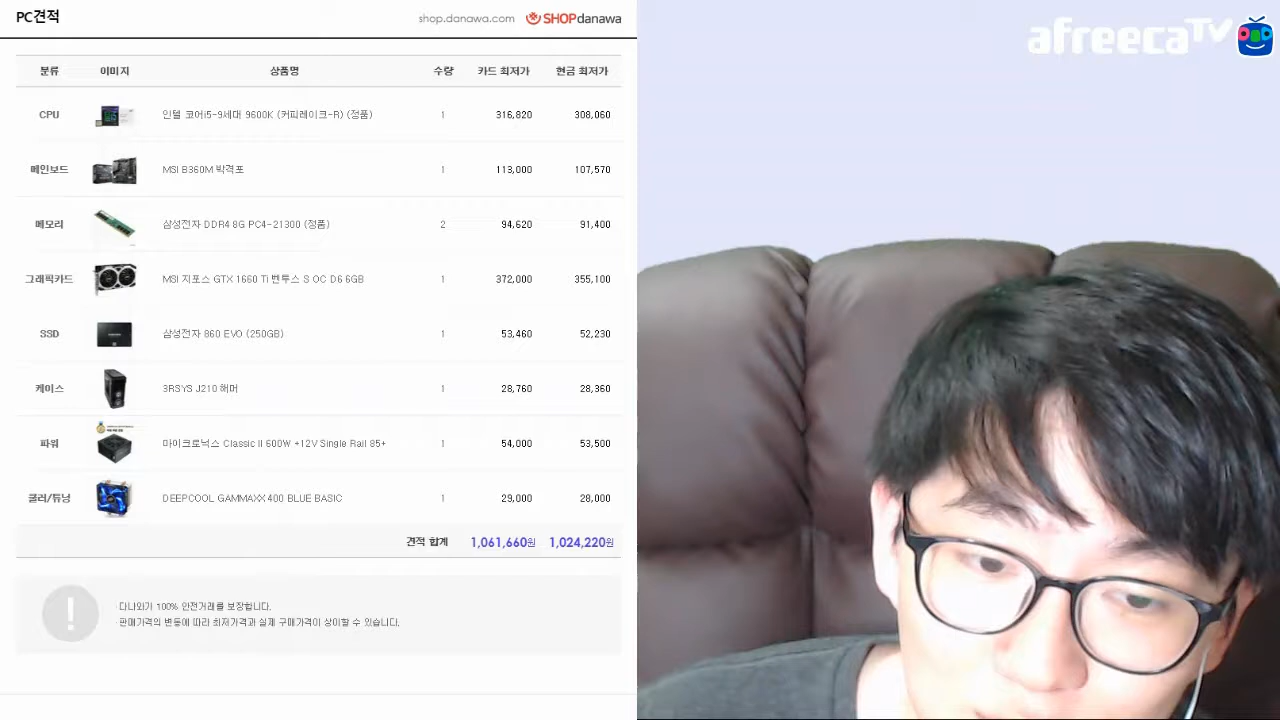 PC견적
shop.danawa.com SHOPdanawa
afreecaTV
분류 이미지 상품명 수량 카드 최저가 현금 최저가
CPU 인텔 코어i5-9세대 9600K (커피레이크-R) (정품) 1 316,820 308,060
메인보드 MSI B360M 박격포 1 113,000 107,570
메모리 삼성전자 DDR4 8G PC4-21300 (정품) 2 94,620 91,400
그래픽카드 MSI 지포스 GTX 1660 Ti 벤투스 S OC D6 6GB 1 372,000 355,100
SSD 삼성전자 860 EVO (250GB) 1 53,460 52,230
케이스 3RSYS J210 해머 1 28,760 28,360
파워 마이크로닉스 Classic II 600W +12V Single Rail 85+ 1 54,000 53,500
쿨러/튜닝 DEEPCOOL GAMMAXX 400 BLUE BASIC 1 29,000 28,000
견적 합계 1,061,660원 1,024,220원
다나와가 100% 안전거래를 보장합니다.
판매가격의 변동에 따라 최저가격과 실제 구매가격이 상이할 수 있습니다.